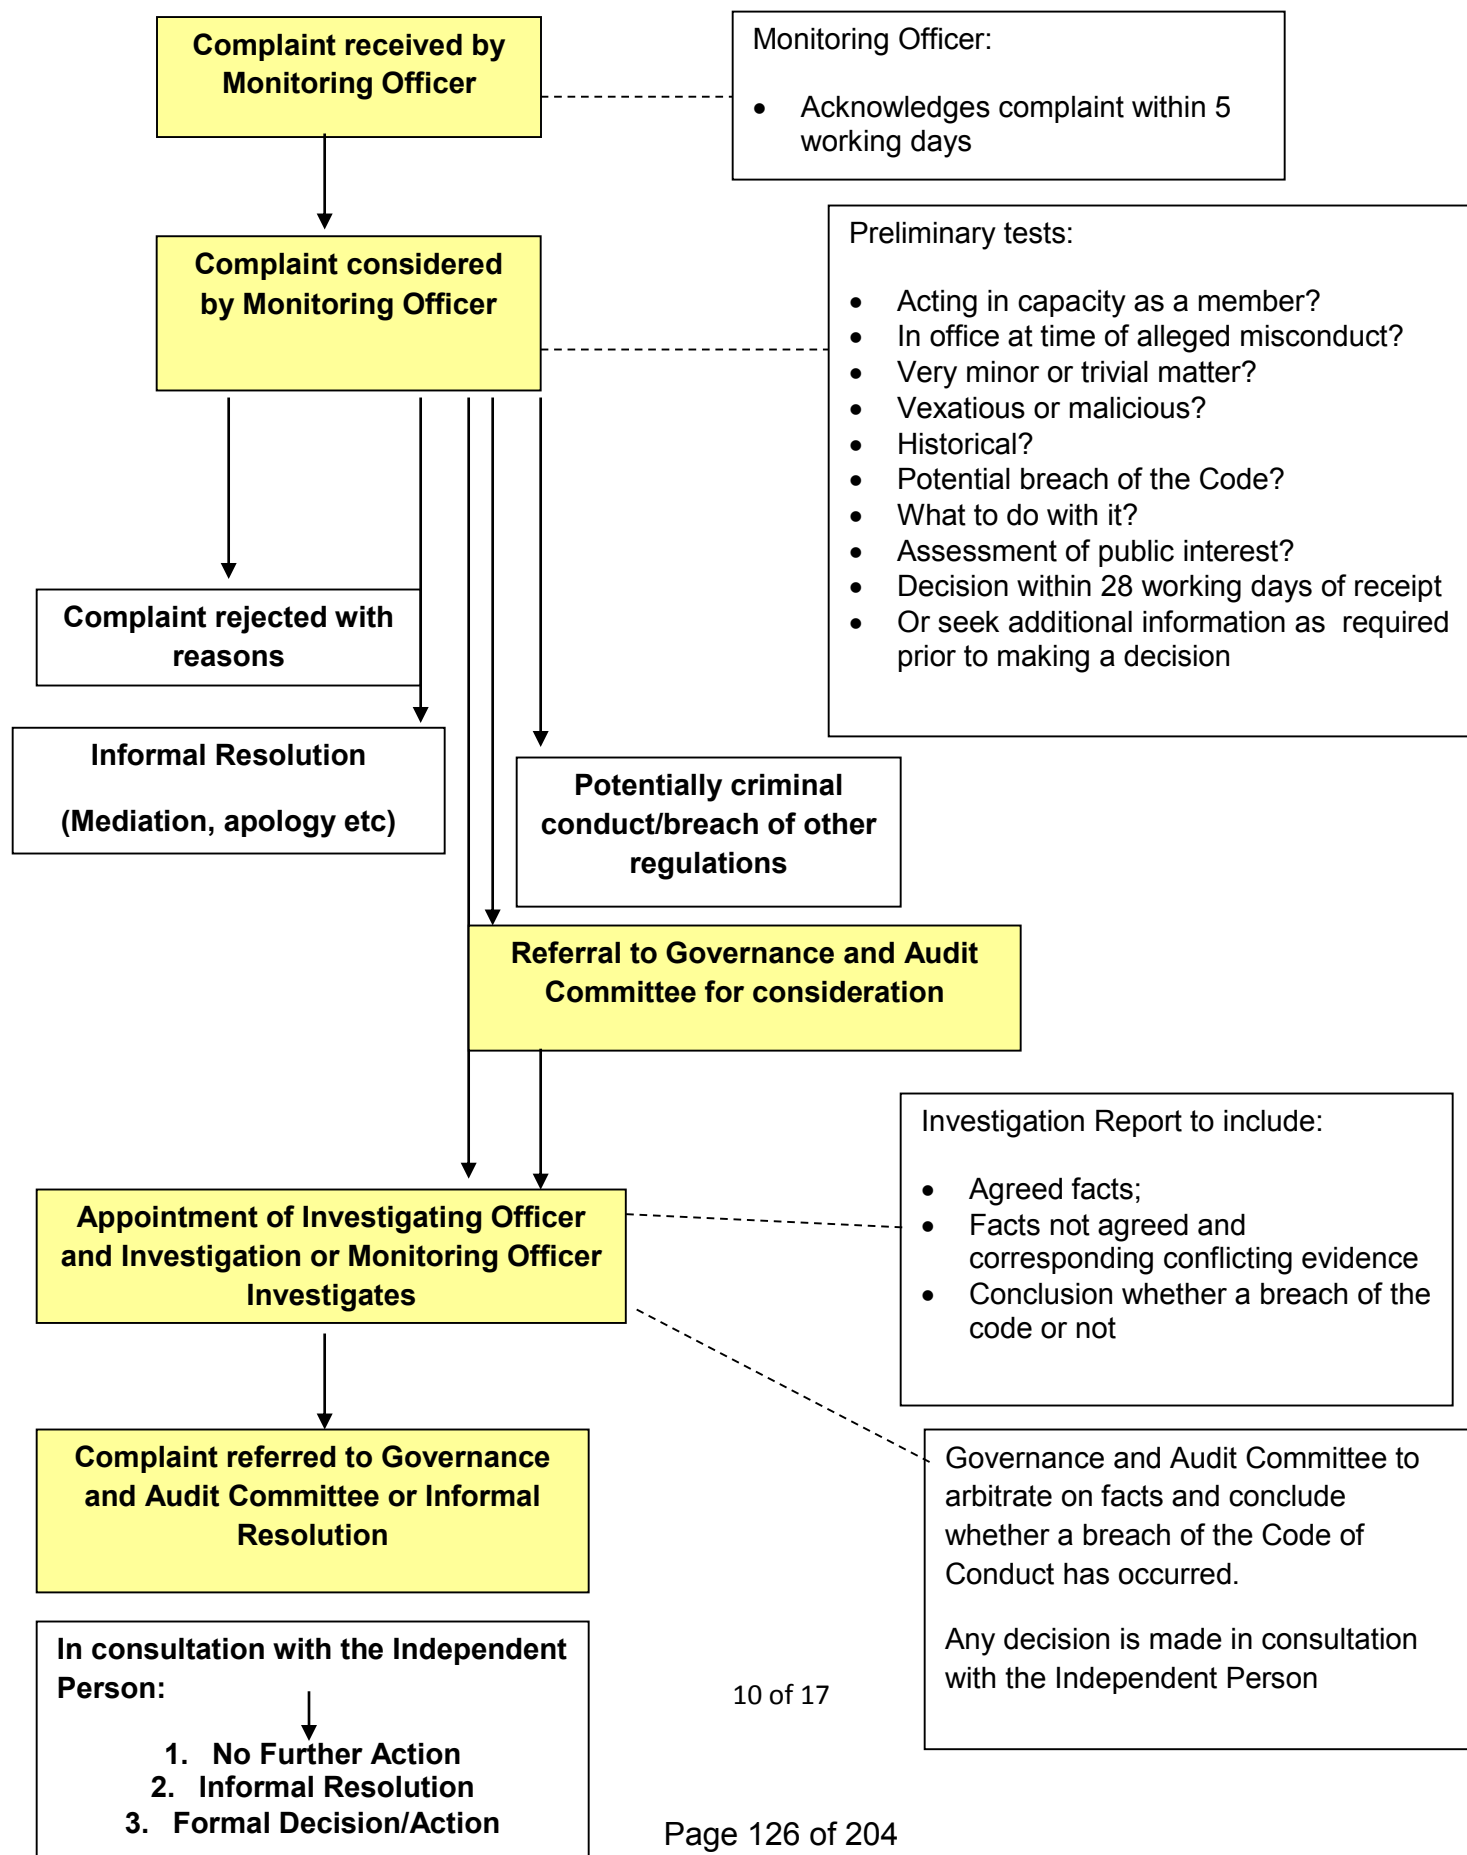 Complaint received by
Monitoring Officer
Monitoring Officer:
• Acknowledges complaint within 5
working days
Complaint considered
by Monitoring Officer
Preliminary tests:
• Acting in capacity as a member?
• In office at time of alleged misconduct?
• Very minor or trivial matter?
• Vexatious or malicious?
• Historical?
• Potential breach of the Code?
• What to do with it?
• Assessment of public interest?
• Decision within 28 working days of receipt
• Or seek additional information as required
prior to making a decision
Complaint rejected with
reasons
Informal Resolution
(Mediation, apology etc)
Potentially criminal
conduct/breach of other
regulations
Referral to Governance and Audit
Committee for consideration
Investigation Report to include:
• Agreed facts;
• Facts not agreed and
corresponding conflicting evidence
• Conclusion whether a breach of the
code or not
Appointment of Investigating Officer
and Investigation or Monitoring Officer
Investigates
Complaint referred to Governance
and Audit Committee or Informal
Resolution
Governance and Audit Committee to
arbitrate on facts and conclude
whether a breach of the Code of
Conduct has occurred.
Any decision is made in consultation
with the Independent Person
In consultation with the Independent
Person:
1. No Further Action
2. Informal Resolution
3. Formal Decision/Action
10 of 17
Page 126 of 204